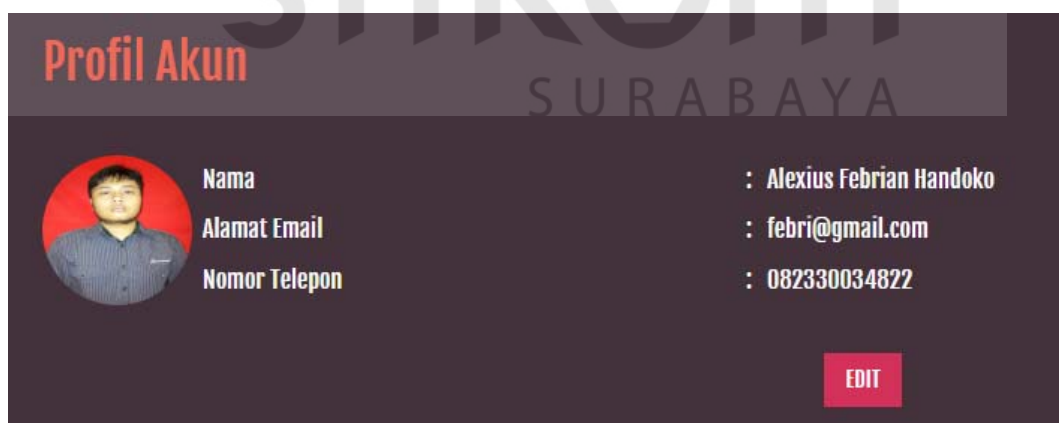 SURABAYA
Profil Akun
Nama : Alexius Febrian Handoko
Alamat Email : febri@gmail.com
Nomor Telepon : 082330034822
EDIT